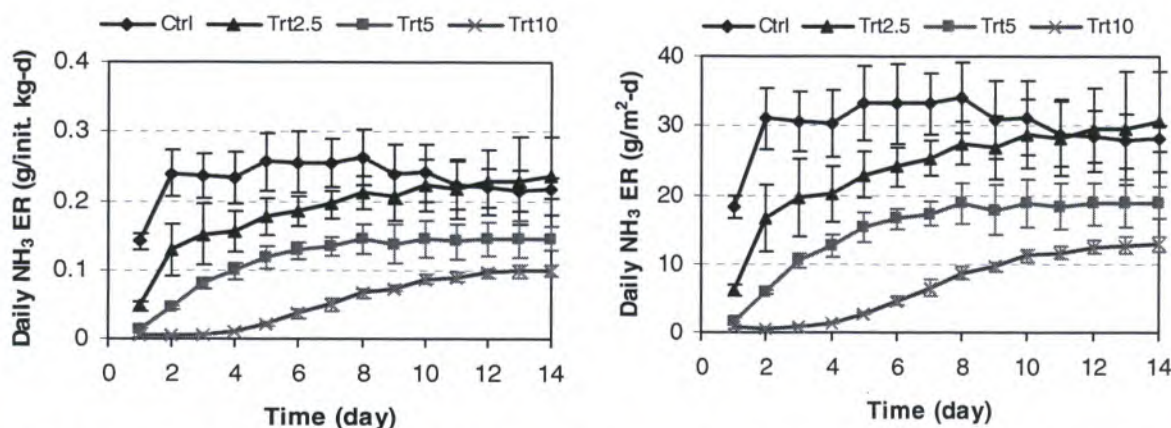 Ctrl Trt2.5 Trt5 Trt10
Daily NH₃ ER (g/init. kg-d)
0.4
0.3
0.2
0.1
0
0 2 4 6 8 10 12 14
Time (day)
Ctrl Trt2.5 Trt5 Trt10
Daily NH₃ ER (g/m²-d)
40
30
20
10
0
0 2 4 6 8 10 12 14
Time (day)